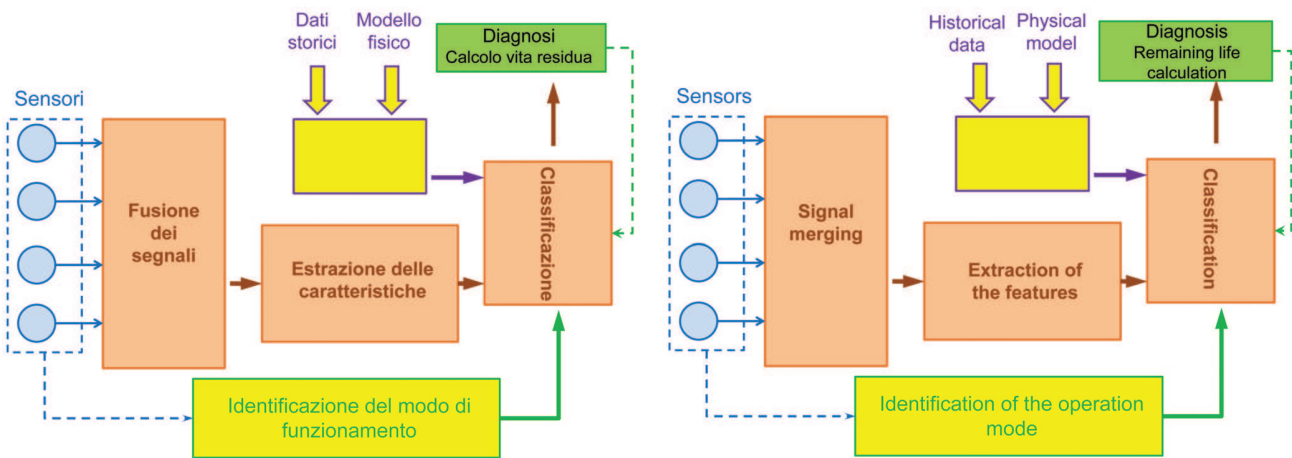 Dati
storici
Modello
fisico
Diagnosi
Calcolo vita residua
Sensori
Fusione
dei
segnali
Estrazione delle
caratteristiche
Classificazione
Identificazione del modo di
funzionamento
Historical
data
Physical
model
Diagnosis
Remaining life
calculation
Sensors
Signal
merging
Extraction of
the features
Classification
Identification of the operation
mode